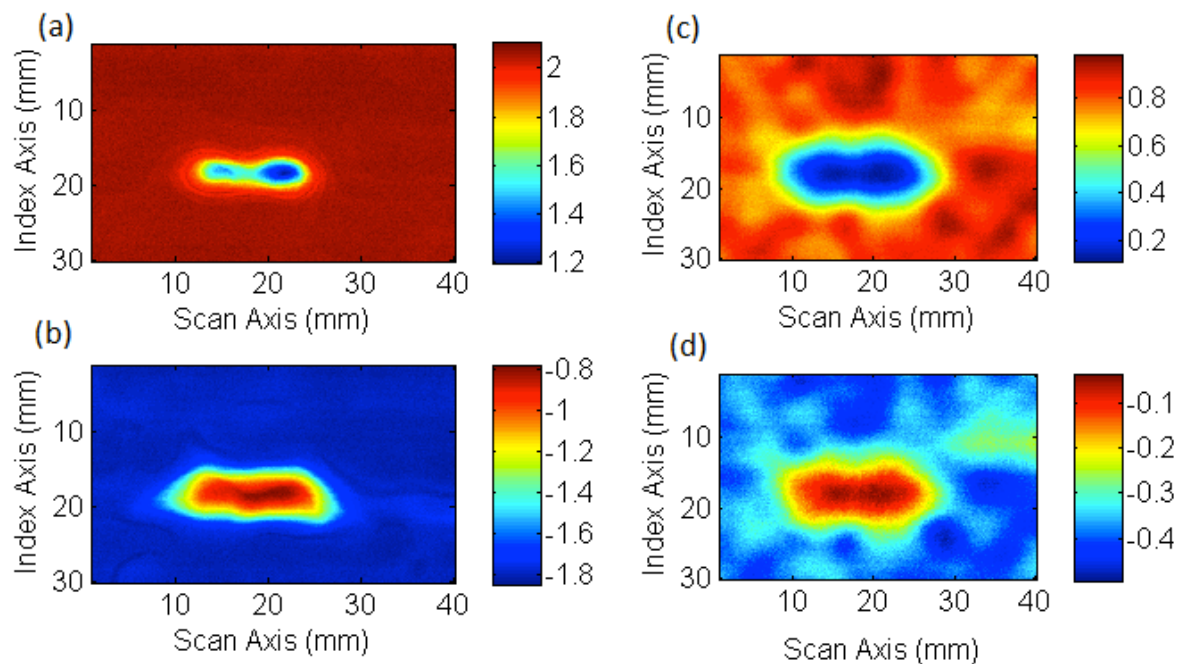 (a)
Index Axis (mm)
10
20
30
10 20 30 40
Scan Axis (mm)
2
1.8
1.6
1.4
1.2
(c)
Index Axis (mm)
10
20
30
10 20 30 40
Scan Axis (mm)
0.8
0.6
0.4
0.2
(b)
Index Axis (mm)
10
20
30
10 20 30 40
Scan Axis (mm)
-0.8
-1
-1.2
-1.4
-1.6
-1.8
(d)
Index Axis (mm)
10
20
30
10 20 30 40
Scan Axis (mm)
-0.1
-0.2
-0.3
-0.4